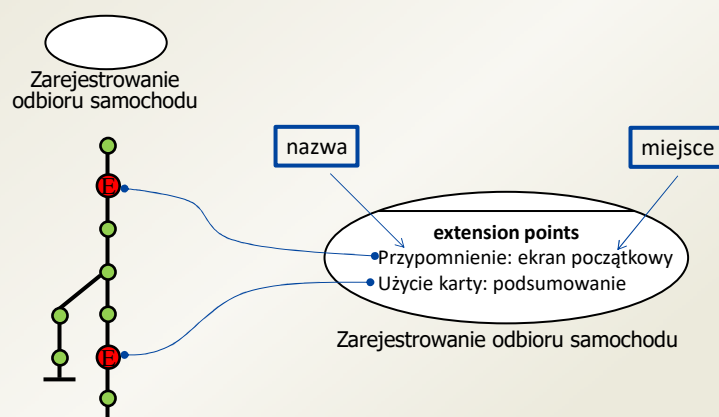 Zarejestrowanie
odbioru samochodu
nazwa
miejsce
E
extension points
Przypomnienie: ekran początkowy
Użycie karty: podsumowanie
Zarejestrowanie odbioru samochodu
E